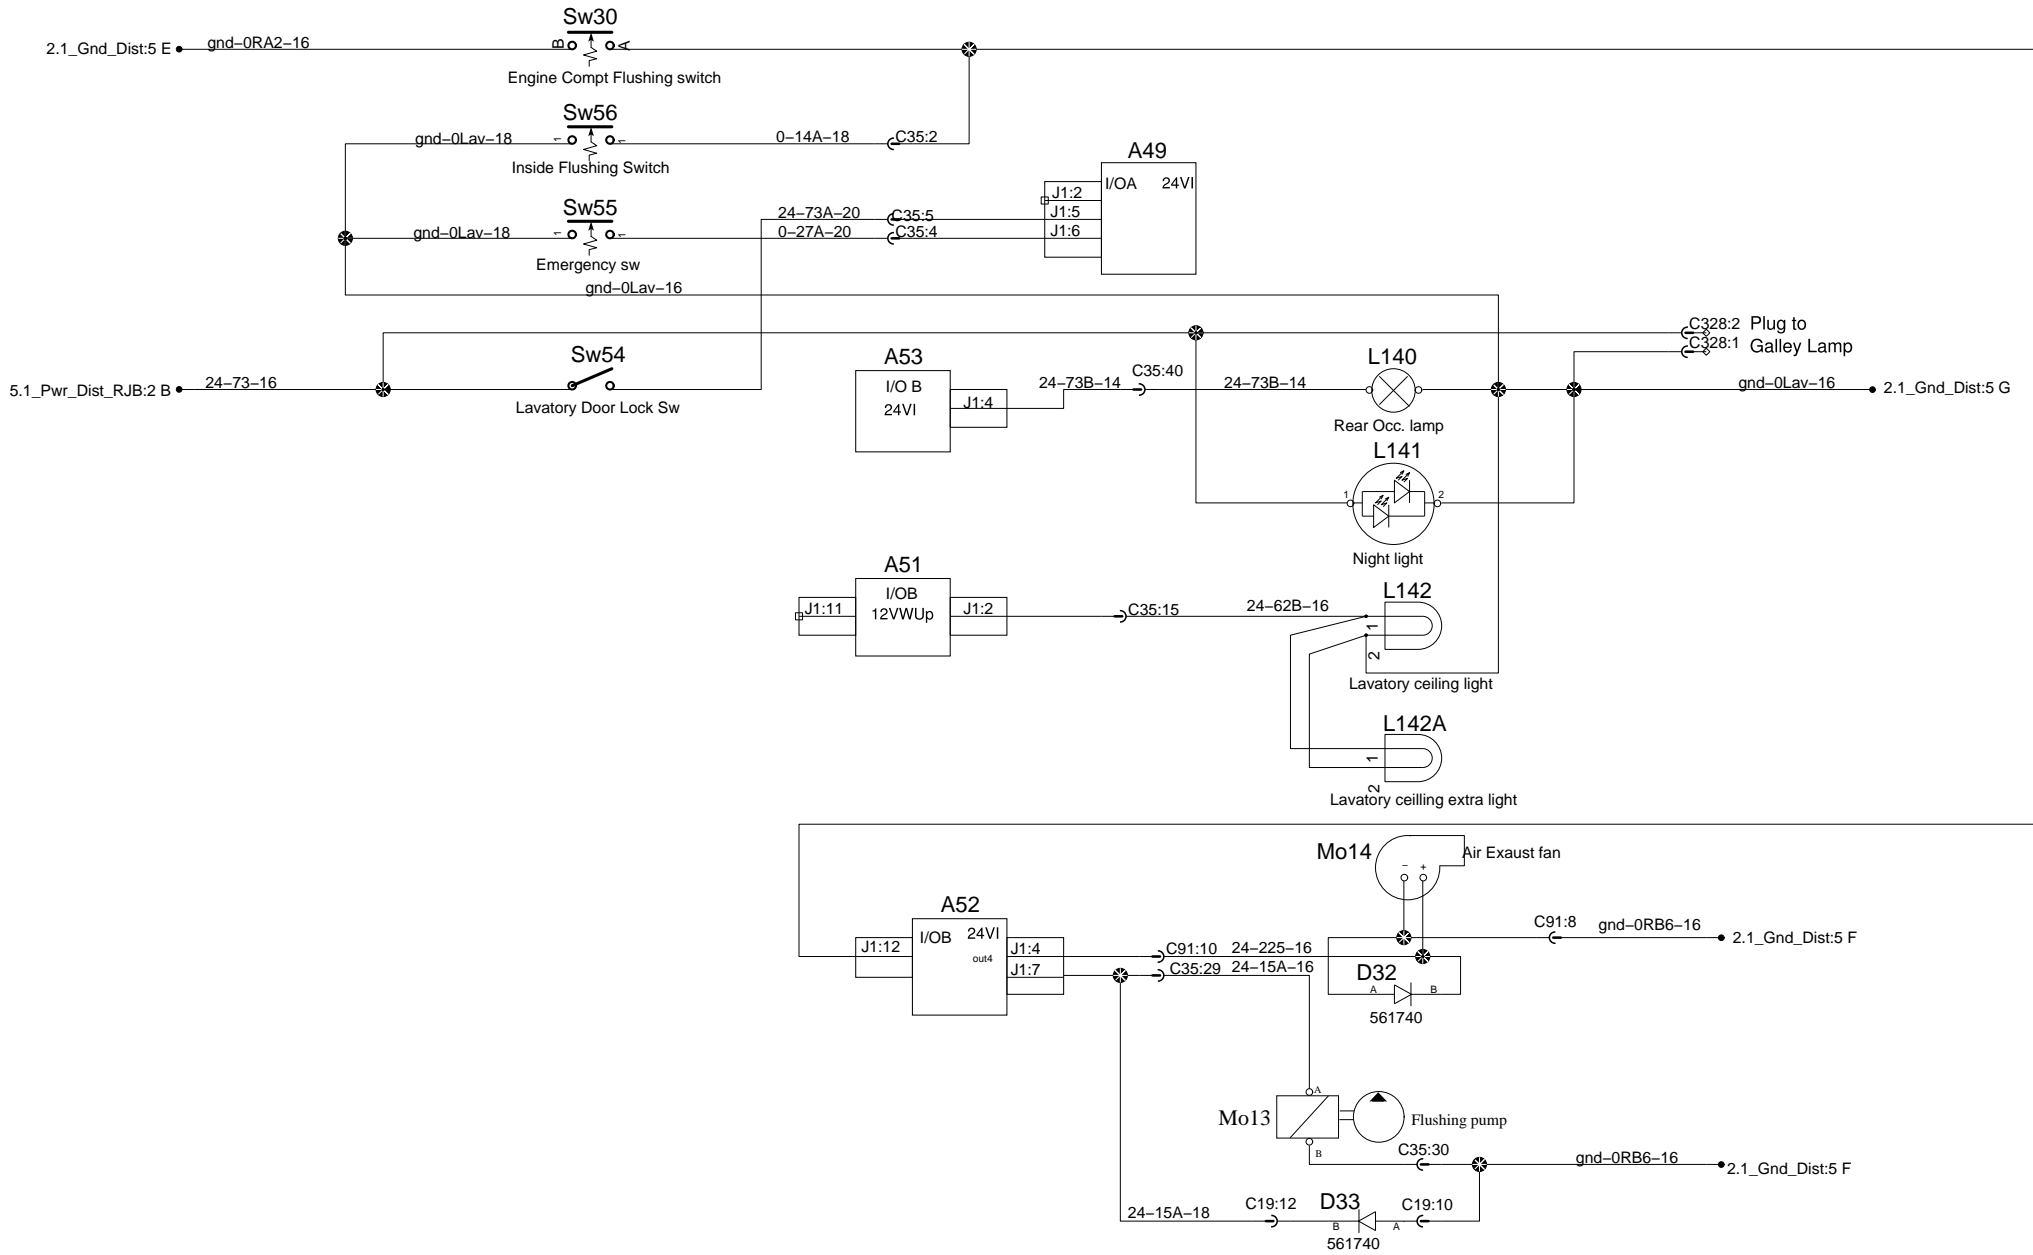 Sw30
2.1_Gnd_Dist:5 E
gnd-0RA2-16
B
A
Engine Compt Flushing switch
Sw56
gnd-0Lav-18
1
1
0-14A-18
C35:2
Inside Flushing Switch
A49
I/OA
24VI
J1:2
Sw55
24-73A-20
C35:5
J1:5
gnd-0Lav-18
1
1
0-27A-20
C35:4
J1:6
Emergency sw
gnd-0Lav-16
C328:2
Plug to
C328:1
Galley Lamp
Sw54
A53
L140
5.1_Pwr_Dist_RJB:2 B
24-73-16
I/O B
24VI
J1:4
24-73B-14
C35:40
24-73B-14
gnd-0Lav-16
2.1_Gnd_Dist:5 G
Lavatory Door Lock Sw
Rear Occ. lamp
L141
1
2
Night light
A51
L142
I/OB
J1:11
12VWUp
J1:2
C35:15
24-62B-16
1
2
Lavatory ceiling light
L142A
1
2
Lavatory ceilling extra light
Mo14
Air Exaust fan
−
+
A52
I/OB
24VI
J1:12
J1:4
out4
J1:7
C91:10
24-225-16
C91:8
gnd-0RB6-16
2.1_Gnd_Dist:5 F
C35:29
24-15A-16
D32
A
B
561740
A
Mo13
Flushing pump
B
C35:30
gnd-0RB6-16
2.1_Gnd_Dist:5 F
24-15A-18
C19:12
D33
C19:10
B
A
561740